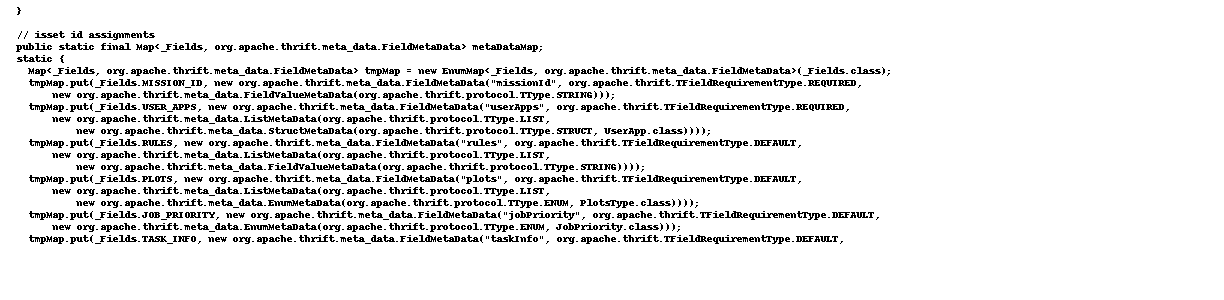 }
// isset id assignments
public static final Map<_Fields, org.apache.thrift.meta_data.FieldMetaData> metaDataMap;
static {
Map<_Fields, org.apache.thrift.meta_data.FieldMetaData> tmpMap = new EnumMap<_Fields, org.apache.thrift.meta_data.FieldMetaData>(_Fields.class);
tmpMap.put(_Fields.MISSION_ID, new org.apache.thrift.meta_data.FieldMetaData("missionId", org.apache.thrift.TFieldRequirementType.REQUIRED,
new org.apache.thrift.meta_data.FieldValueMetaData(org.apache.thrift.protocol.TType.STRING)));
tmpMap.put(_Fields.USER_APPS, new org.apache.thrift.meta_data.FieldMetaData("userApps", org.apache.thrift.TFieldRequirementType.REQUIRED,
new org.apache.thrift.meta_data.ListMetaData(org.apache.thrift.protocol.TType.LIST,
new org.apache.thrift.meta_data.StructMetaData(org.apache.thrift.protocol.TType.STRUCT, UserApp.class))));
tmpMap.put(_Fields.RULES, new org.apache.thrift.meta_data.FieldMetaData("rules", org.apache.thrift.TFieldRequirementType.DEFAULT,
new org.apache.thrift.meta_data.ListMetaData(org.apache.thrift.protocol.TType.LIST,
new org.apache.thrift.meta_data.FieldValueMetaData(org.apache.thrift.protocol.TType.STRING))));
tmpMap.put(_Fields.PLOTS, new org.apache.thrift.meta_data.FieldMetaData("plots", org.apache.thrift.TFieldRequirementType.DEFAULT,
new org.apache.thrift.meta_data.ListMetaData(org.apache.thrift.protocol.TType.LIST,
new org.apache.thrift.meta_data.EnumMetaData(org.apache.thrift.protocol.TType.ENUM, PlotsType.class))));
tmpMap.put(_Fields.JOB_PRIORITY, new org.apache.thrift.meta_data.FieldMetaData("jobPriority", org.apache.thrift.TFieldRequirementType.DEFAULT,
new org.apache.thrift.meta_data.EnumMetaData(org.apache.thrift.protocol.TType.ENUM, JobPriority.class)));
tmpMap.put(_Fields.TASK_INFO, new org.apache.thrift.meta_data.FieldMetaData("taskInfo", org.apache.thrift.TFieldRequirementType.DEFAULT,